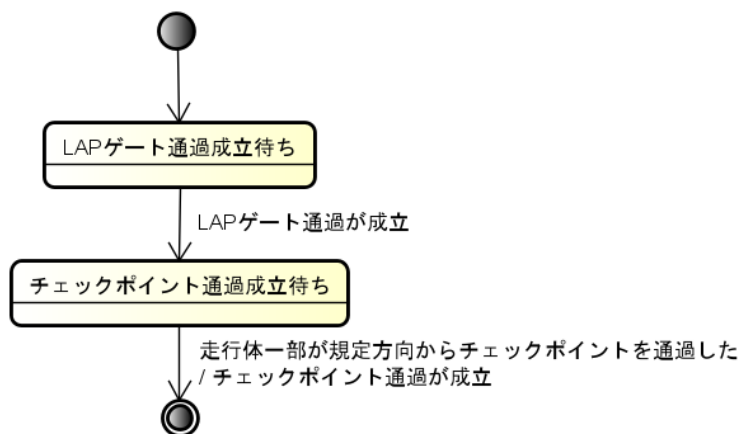 LAPゲート通過成立待ち
LAPゲート通過が成立
チェックポイント通過成立待ち
走行体一部が規定方向からチェックポイントを通過した
/ チェックポイント通過が成立